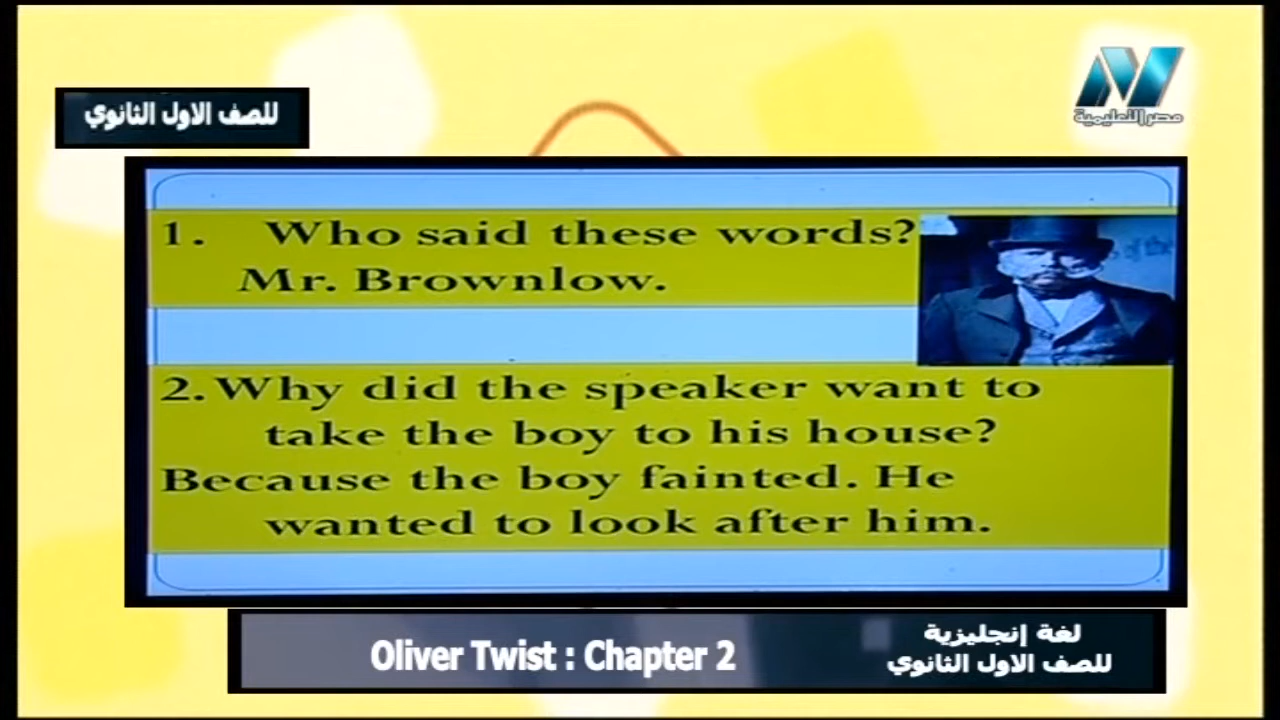 للصف الاول الثانوي
مصر التعليمية
1. Who said these words?
Mr. Brownlow.
2. Why did the speaker want to
take the boy to his house?
Because the boy fainted. He
wanted to look after him.
Oliver Twist : Chapter 2
لغة إنجليزية
للصف الاول الثانوي